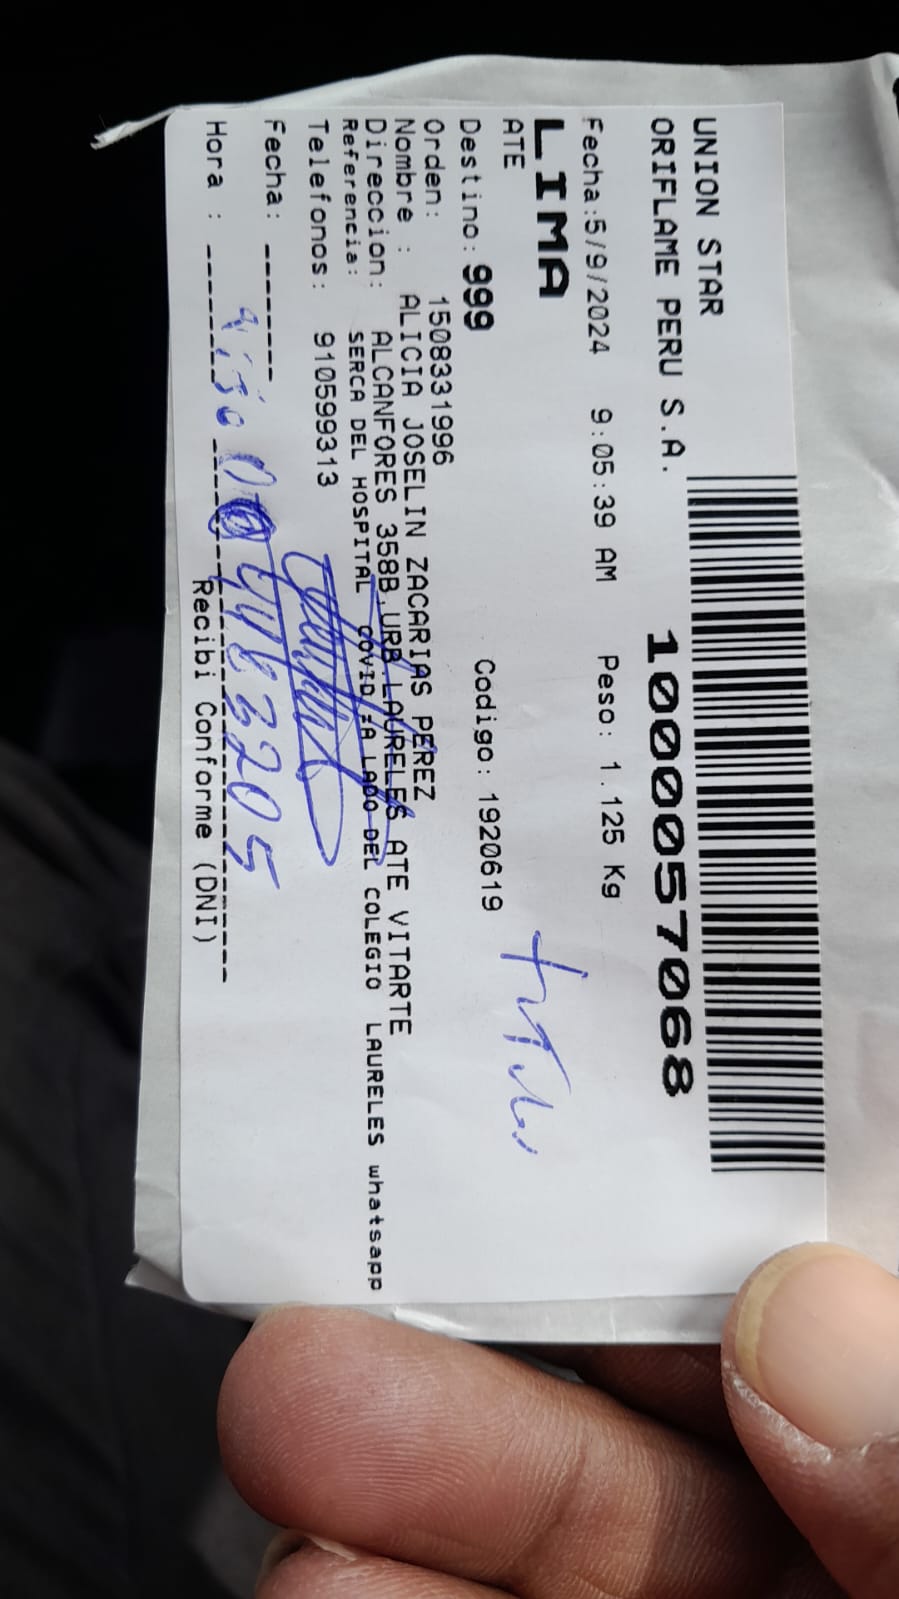 UNION STAR
ORIFLAME PERU S.A.
1000057068
Fecha:5/9/2024 9:05:39 AM Peso: 1.125 Kg
LIMA
ATE
Destino: 999 Codigo: 1920619
Orden: 1508331996
Nombre : ALICIA JOSELIN ZACARIAS PEREZ
Direccion: ALCANFORES 358B URB LAURELES ATE VITARTE
Referencia: SERCA DEL HOSPITAL COVID A LADO DEL COLEGIO LAURELES whatsapp
Telefonos: 910599313
Fecha:
Hora :
Recibi Conforme (DNI)